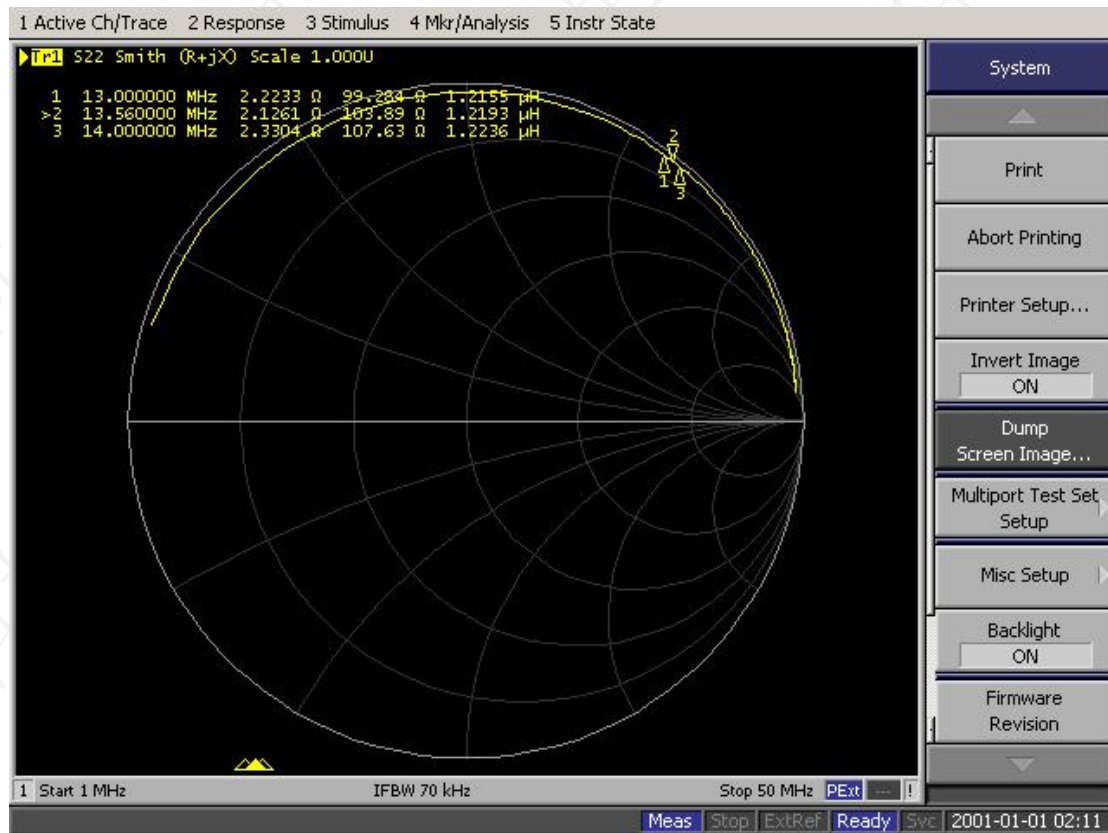 1 Active Ch/Trace 2 Response 3 Stimulus 4 Mkr/Analysis 5 Instr State
Tr1 S22 Smith (R+jX) Scale 1.000U
1 13.000000 MHz 2.2233 Ω 99.284 Ω 1.2155 μH
>2 13.560000 MHz 2.1261 Ω 103.89 Ω 1.2193 μH
3 14.000000 MHz 2.3304 Ω 107.63 Ω 1.2236 μH
2
1
3
System
Print
Abort Printing
Printer Setup...
Invert Image
ON
Dump
Screen Image...
Multiport Test Set
Setup
Misc Setup
Backlight
ON
Firmware
Revision
1 Start 1 MHz IFBW 70 kHz Stop 50 MHz PExt --- !
Meas Stop ExtRef Ready Svc 2001-01-01 02:11